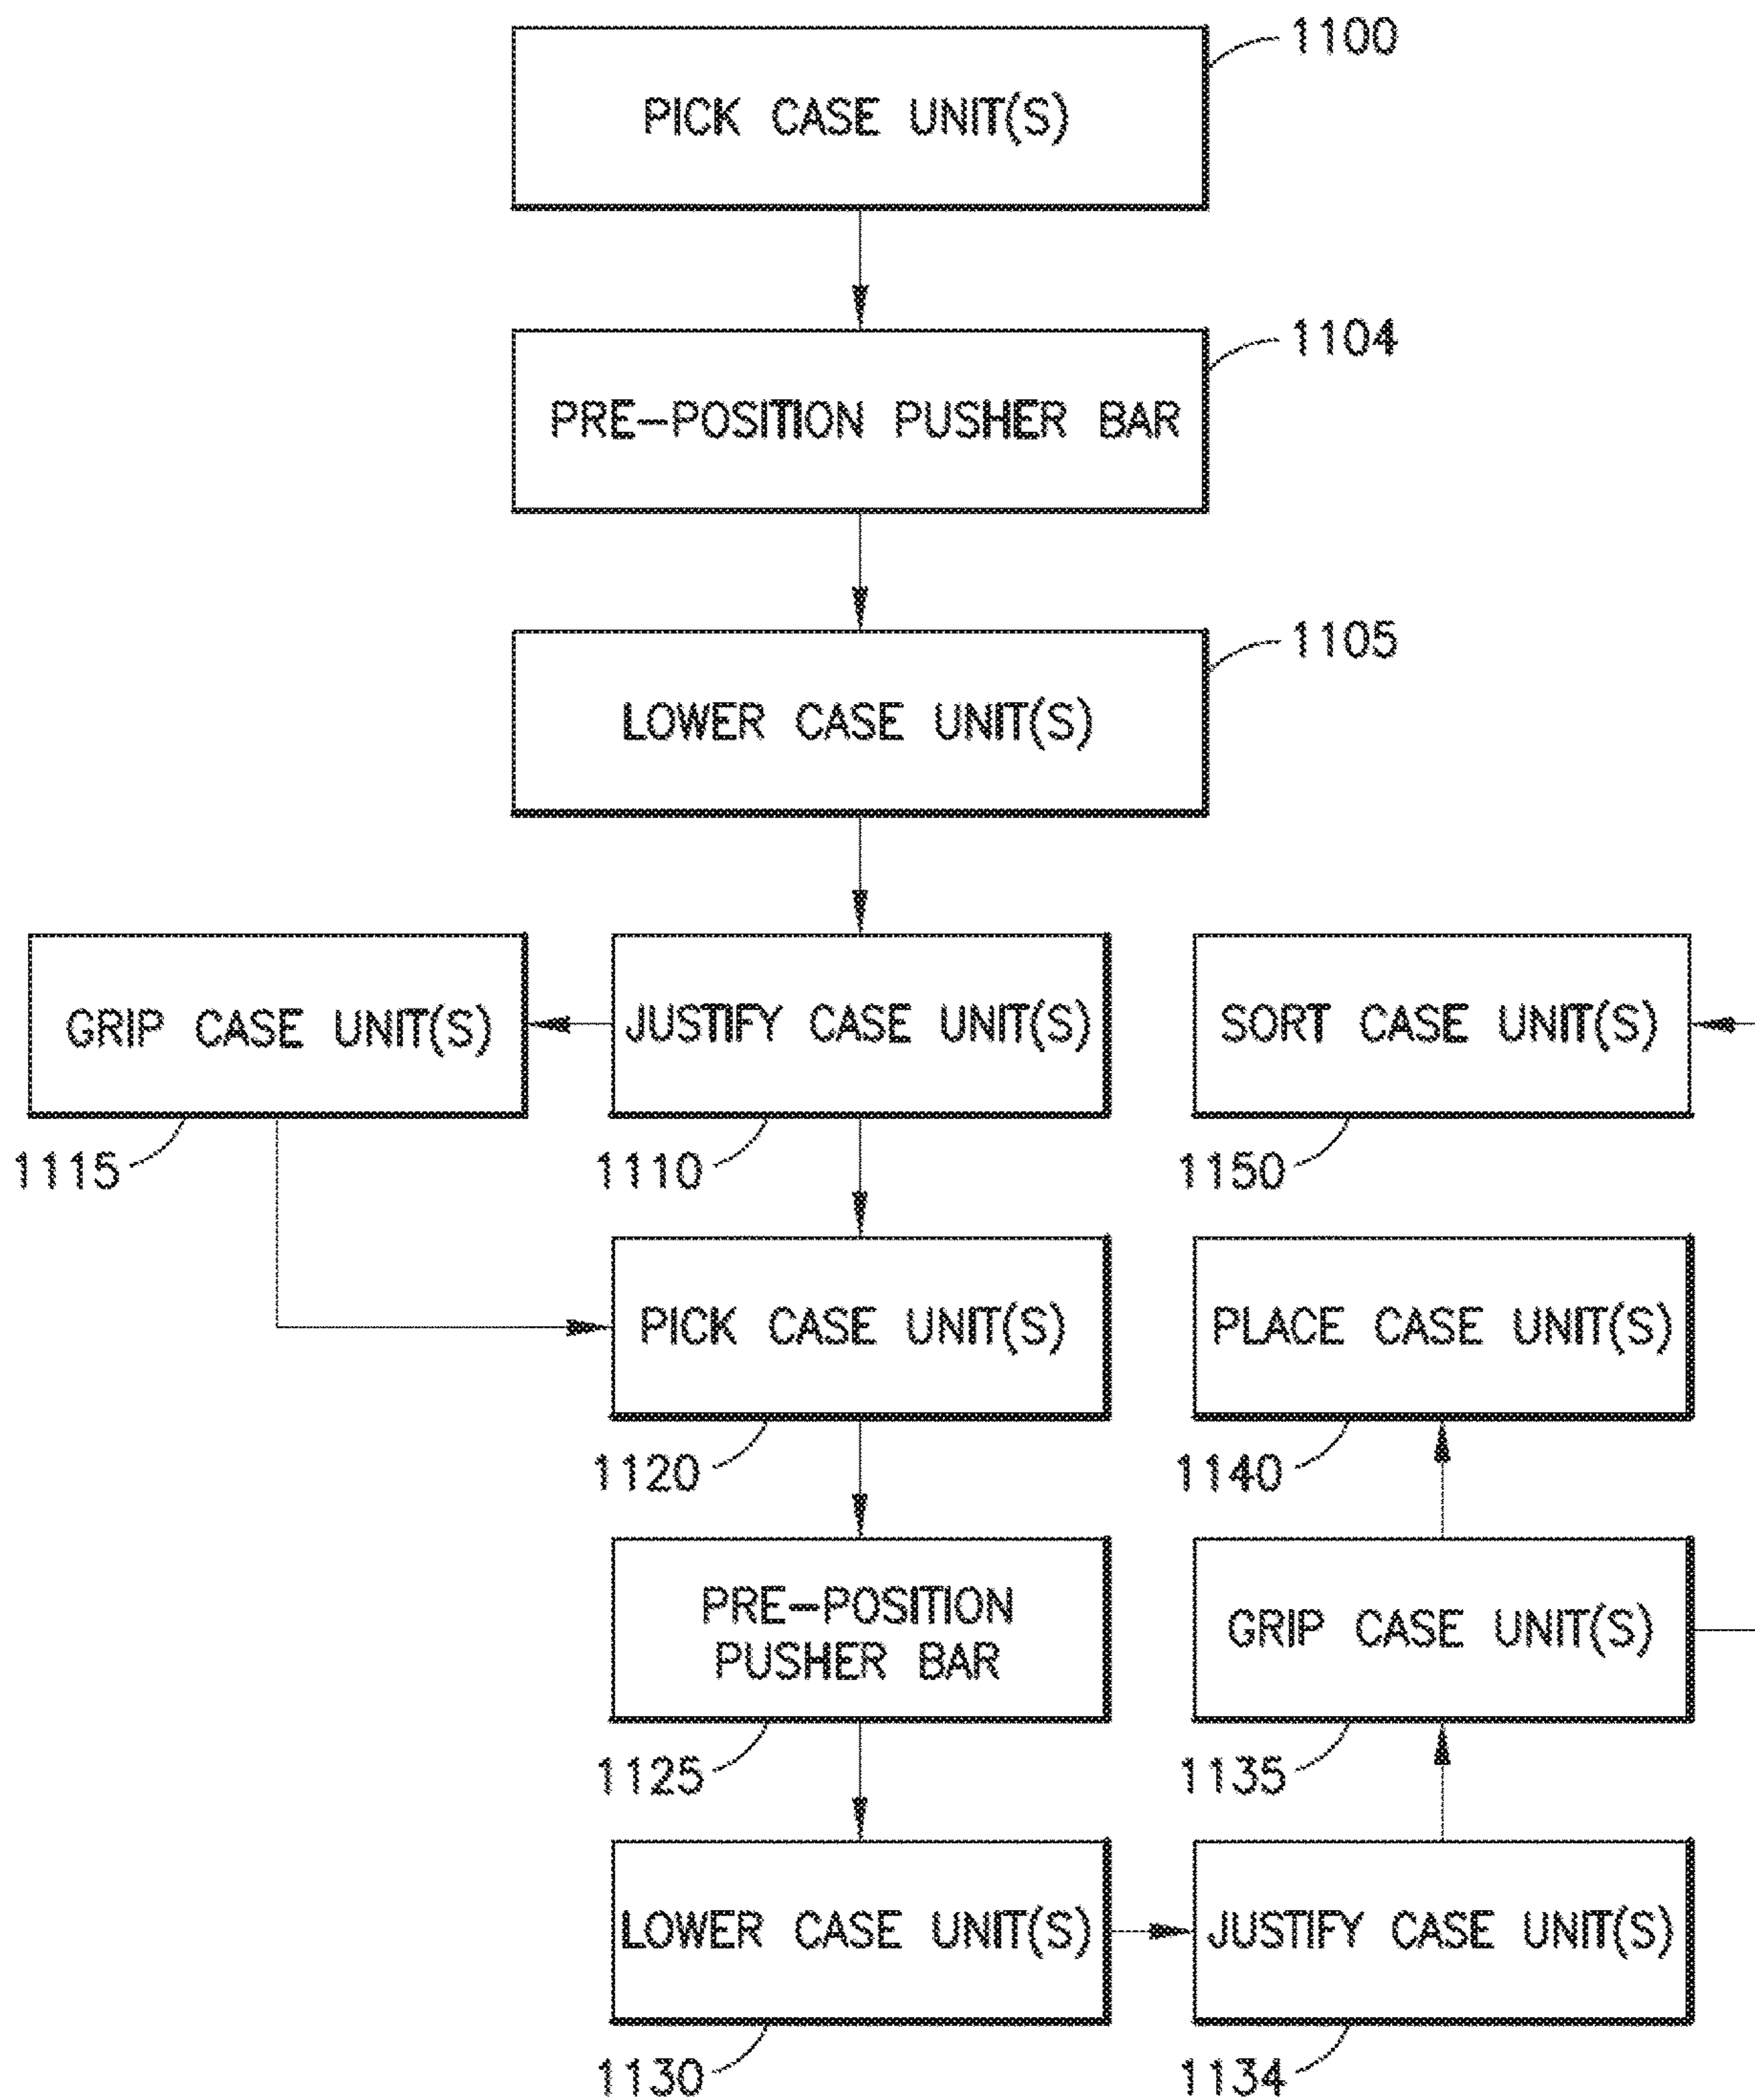 1100
PICK CASE UNIT(S)
1104
PRE-POSITION PUSHER BAR
1105
LOWER CASE UNIT(S)
GRIP CASE UNIT(S)
JUSTIFY CASE UNIT(S)
SORT CASE UNIT(S)
1115
1110
1150
PICK CASE UNIT(S)
PLACE CASE UNIT(S)
1120
1140
PRE-POSITION
PUSHER BAR
GRIP CASE UNIT(S)
1125
1135
LOWER CASE UNIT(S)
JUSTIFY CASE UNIT(S)
1130
1134